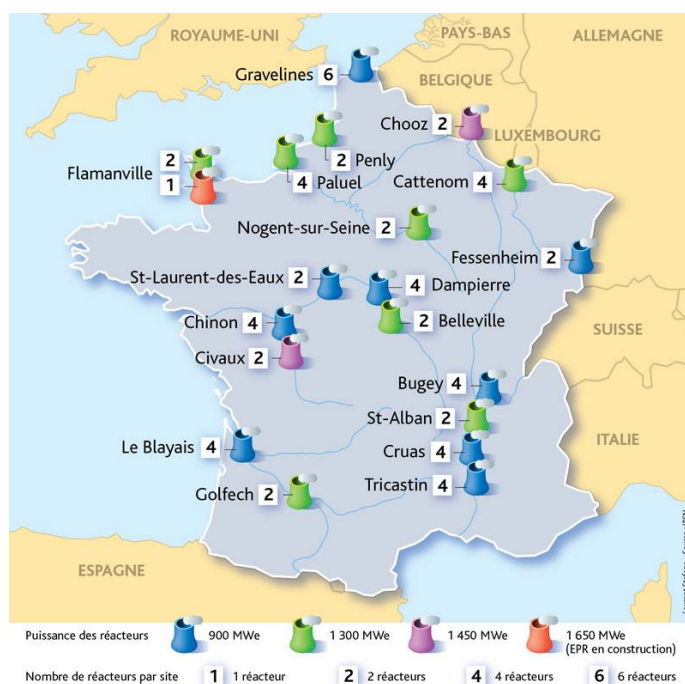 ROYAUME-UNI
PAYS-BAS
ALLEMAGNE
Gravelines 6
BELGIQUE
Chooz 2
LUXEMBOURG
2 Penly
Flamanville 2
1
4 Paluel
Cattenom 4
Nogent-sur-Seine 2
Fessenheim 2
St-Laurent-des-Eaux 2
4 Dampierre
Chinon 4
2 Belleville
SUISSE
Civaux 2
Bugey 4
St-Alban 2
ITALIE
Le Blayais 4
Cruas 4
Tricastin 4
Golfech 2
ESPAGNE
Puissance des réacteurs 900 MWe 1 300 MWe 1 450 MWe 1 650 MWe
(EPR en construction)
Nombre de réacteurs par site 1 1 réacteur 2 2 réacteurs 4 4 réacteurs 6 6 réacteurs